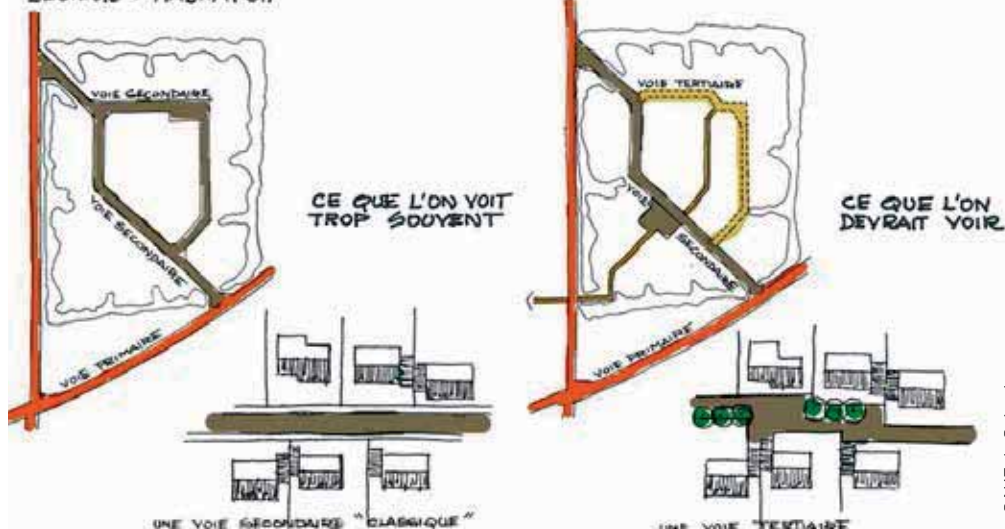 VOIE SECONDAIRE
VOIE SECONDAIRE
VOIE PRIMAIRE
CE QUE L'ON VOIT
TROP SOUVENT
UNE VOIE SECONDAIRE "CLASSIQUE"
VOIE TERTIAIRE
VOIE
SECONDAIRE
VOIE PRIMAIRE
CE QUE L'ON
DEVRAIT VOIR
UNE VOIE TERTIAIRE